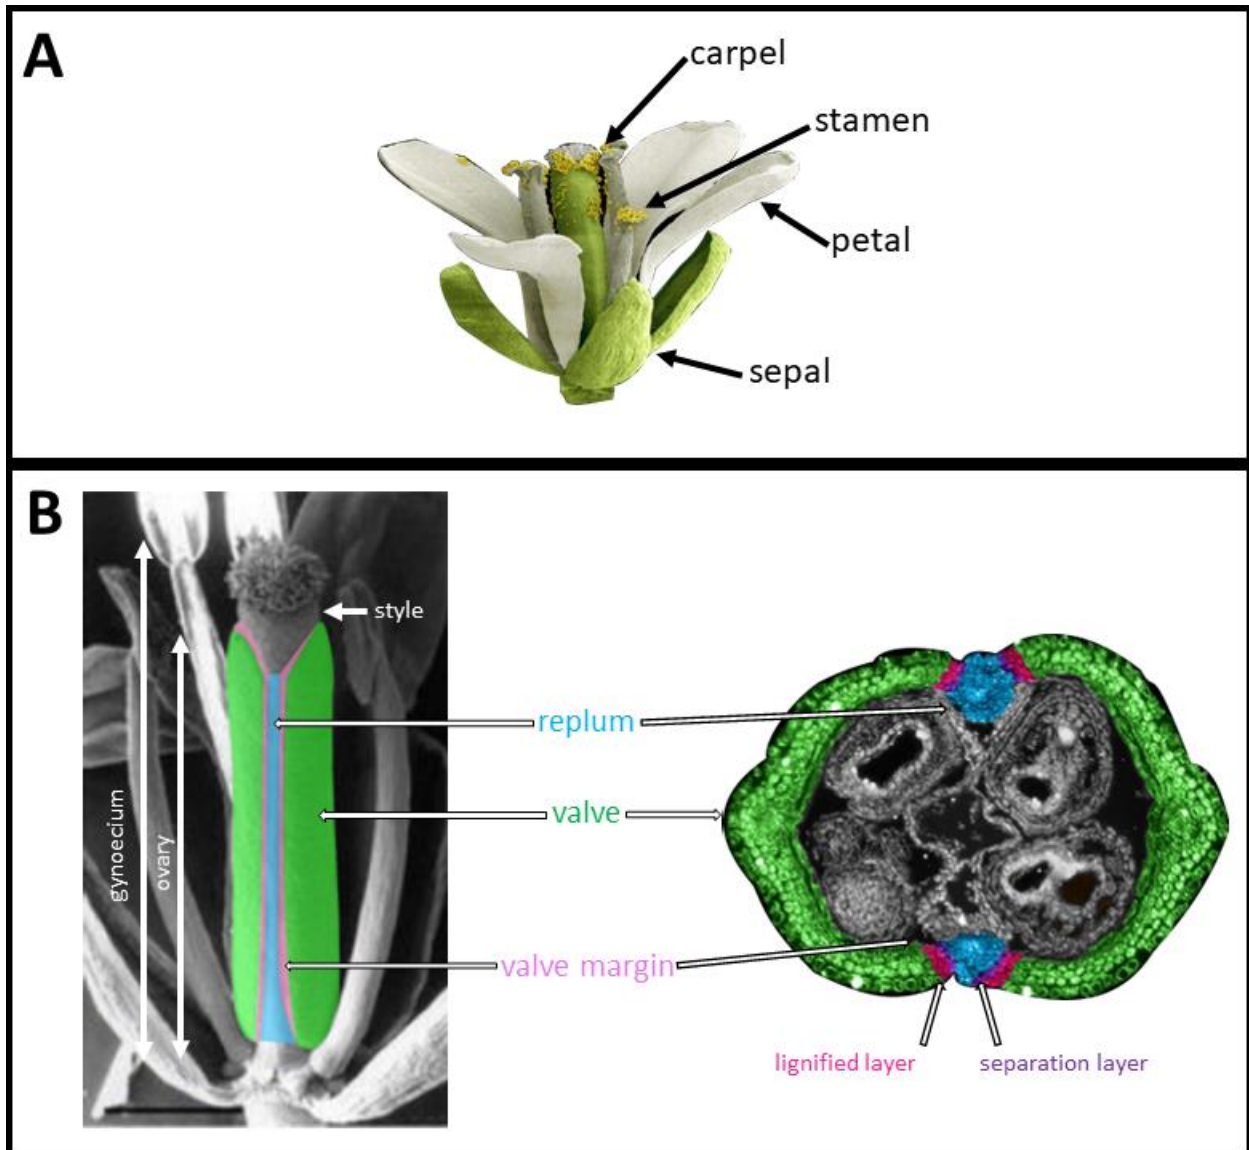 A
carpel
stamen
petal
sepal
B
style
gynoecium
ovary
replum
valve
valve margin
lignified layer
separation layer